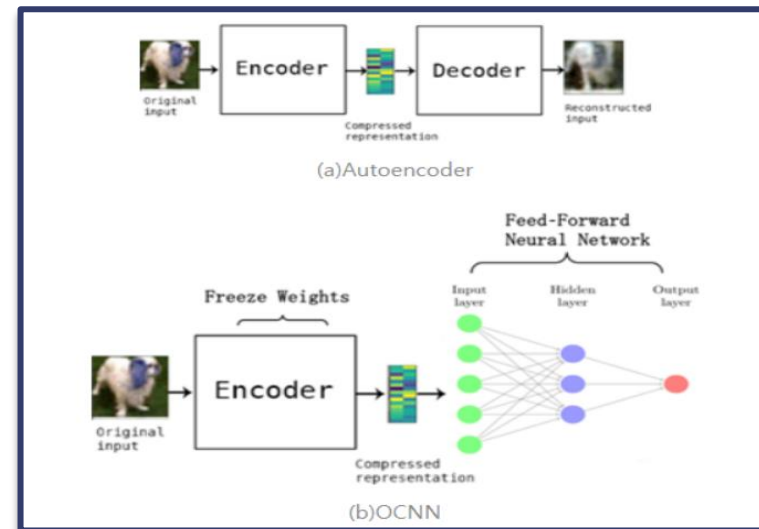 Encoder
Decoder
Original
input
Compressed
representation
Reconstructed
input
(a)Autoencoder
Feed-Forward
Neural Network
Freeze Weights
Input
layer
Hidden
layer
Output
layer
Encoder
Original
input
Compressed
representation
(b)OCNN